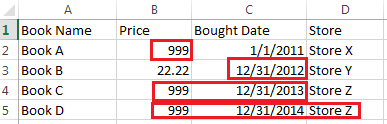 A B C D
1 Book Name Price Bought Date Store
2 Book A 999 1/1/2011 Store X
3 Book B 22.22 12/31/2012 Store Y
4 Book C 999 12/31/2013 Store Z
5 Book D 999 12/31/2014 Store Z